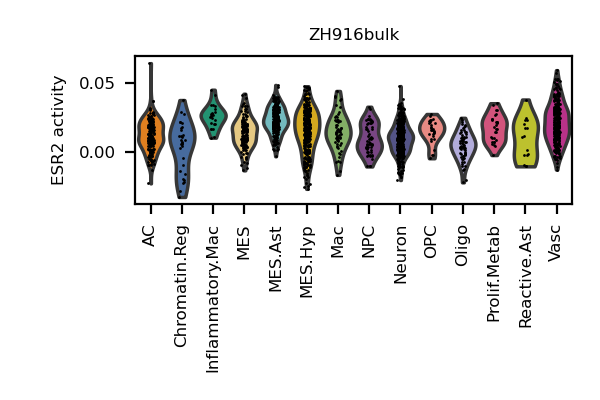 ZH916bulk
ESR2 activity
0.05
0.00
AC
Chromatin.Reg
Inflammatory.Mac
MES
MES.Ast
MES.Hyp
Mac
NPC
Neuron
OPC
Oligo
Prolif.Metab
Reactive.Ast
Vasc